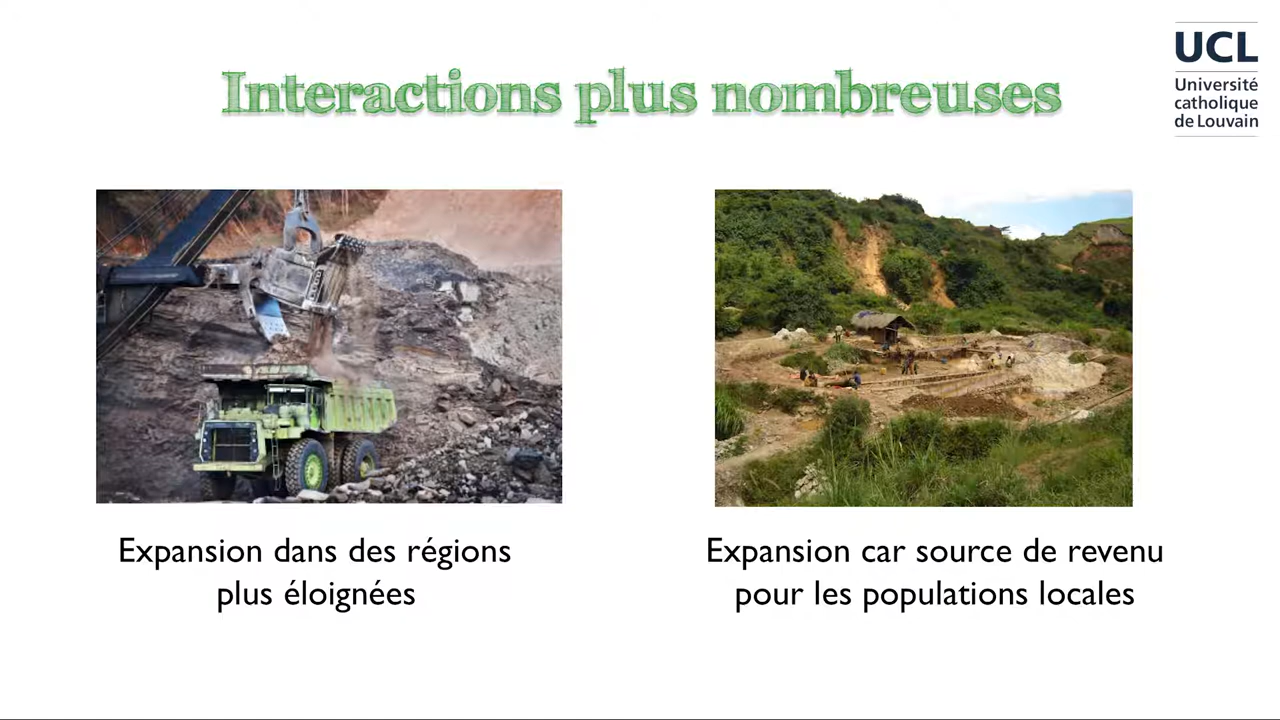 Interactions plus nombreuses
UCL
Université
catholique
de Louvain
Expansion dans des régions
plus éloignées
Expansion car source de revenu
pour les populations locales